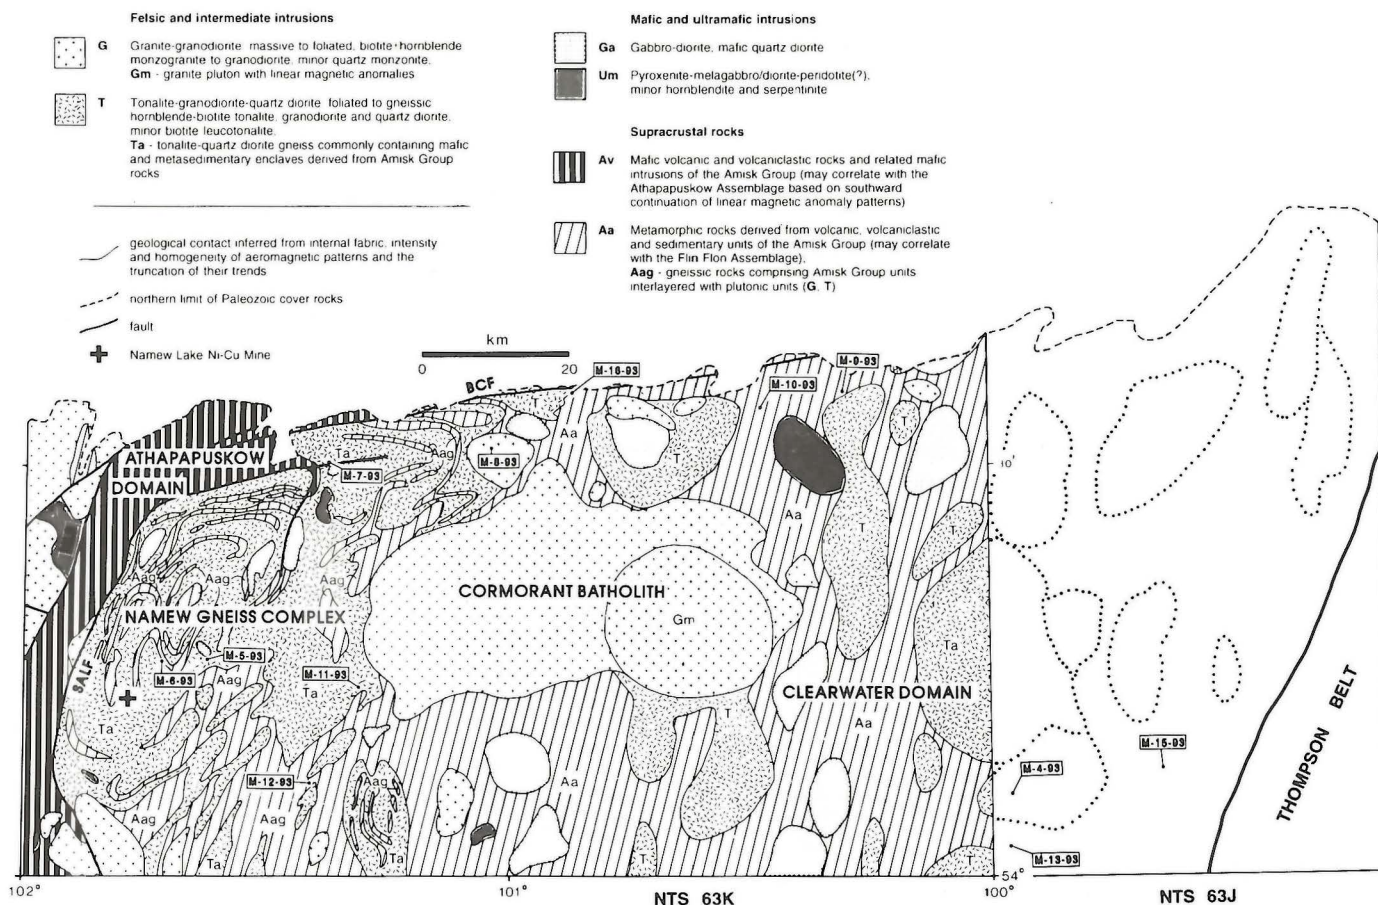 Felsic and intermediate intrusions
G Granite-granodiorite massive to foliated, biotite-hornblende
monzogranite to granodiorite, minor quartz monzonite.
Gm - granite pluton with linear magnetic anomalies
T Tonalite-granodiorite-quartz diorite foliated to gneissic
hornblende-biotite tonalite, granodiorite and quartz diorite,
minor biotite leucotonalite.
Ta - tonalite-quartz diorite gneiss commonly containing mafic
and metasedimentary enclaves derived from Amisk Group
rocks
geological contact inferred from internal fabric, intensity
and homogeneity of aeromagnetic patterns and the
truncation of their trends
northern limit of Paleozoic cover rocks
fault
Namew Lake Ni-Cu Mine
Mafic and ultramafic intrusions
Ga Gabbro-diorite, mafic quartz diorite
Um Pyroxenite-melagabbro/diorite-peridotite(?),
minor hornblendite and serpentinite
Supracrustal rocks
Av Mafic volcanic and volcaniclastic rocks and related mafic
intrusions of the Amisk Group (may correlate with the
Athapapuskow Assemblage based on southward
continuation of linear magnetic anomaly patterns)
Aa Metamorphic rocks derived from volcanic, volcaniclastic
and sedimentary units of the Amisk Group (may correlate
with the Flin Flon Assemblage).
Aag - gneissic rocks comprising Amisk Group units
interlayered with plutonic units (G, T)
km
0 20
BCF
M-16-93
M-9-93
M-10-93
T
Aa
T
T
ATHAPAPUSKOW
DOMAIN
Ta
Aag
M-8-93
M-7-93
10'
Aa
T
T
Aag
Aag
Aag
CORMORANT BATHOLITH
NAMEW GNEISS COMPLEX
Gm
Ta
M-5-93
M-6-93
Aag
M-11-93
Ta
SALF
CLEARWATER DOMAIN
Ta
T
Aa
M-15-93
M-4-93
M-12-93
Aag
Aa
Aag
Aag
Ta
Ta
T
T
M-13-93
THOMPSON BELT
54°
102°
101°
100°
NTS 63K
NTS 63J